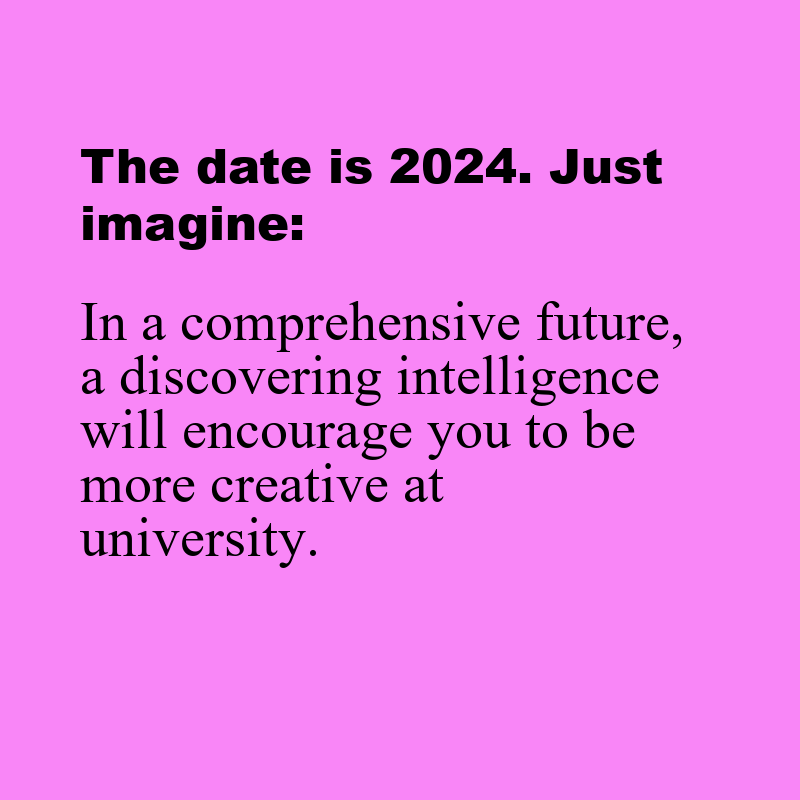 The date is 2024. Just
imagine:
In a comprehensive future,
a discovering intelligence
will encourage you to be
more creative at
university.